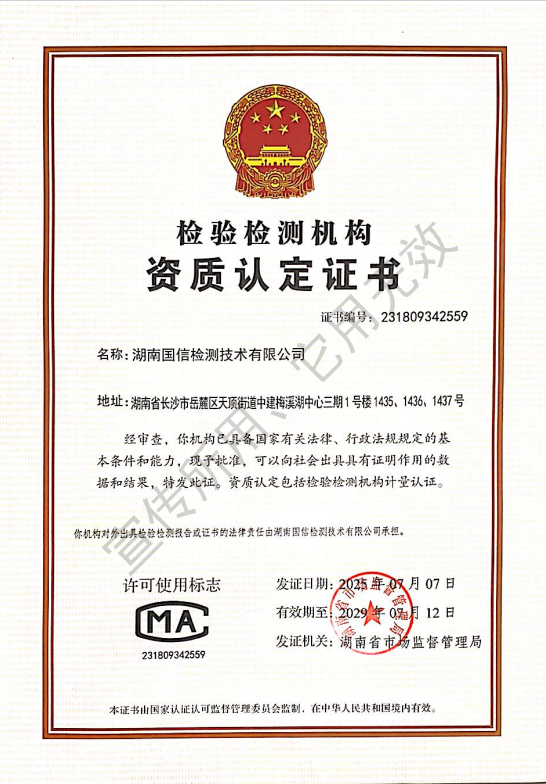 检验检测机构
资质认定证书
证书编号：231809342559
名称：湖南国信检测技术有限公司
地址：湖南省长沙市岳麓区天顶街道中建梅溪湖中心三期1号楼1435、1436、1437号
经审查，你机构已具备国家有关法律、行政法规规定的基
本条件和能力，现予批准，可以向社会出具具有证明作用的数
据和结果，特发此证。资质认定包括检验检测机构计量认证。
你机构对外出具检验检测报告或证书的法律责任由湖南国信检测技术有限公司承担。
许可使用标志
MA
231809342559
发证日期：2025年07月07日
有效期至：2029年07月12日
发证机关：湖南省市场监督管理局
湖南省市场监督管理局
本证书由国家认证认可监督管理委员会监制，在中华人民共和国境内有效。
宣传所用、它用无效